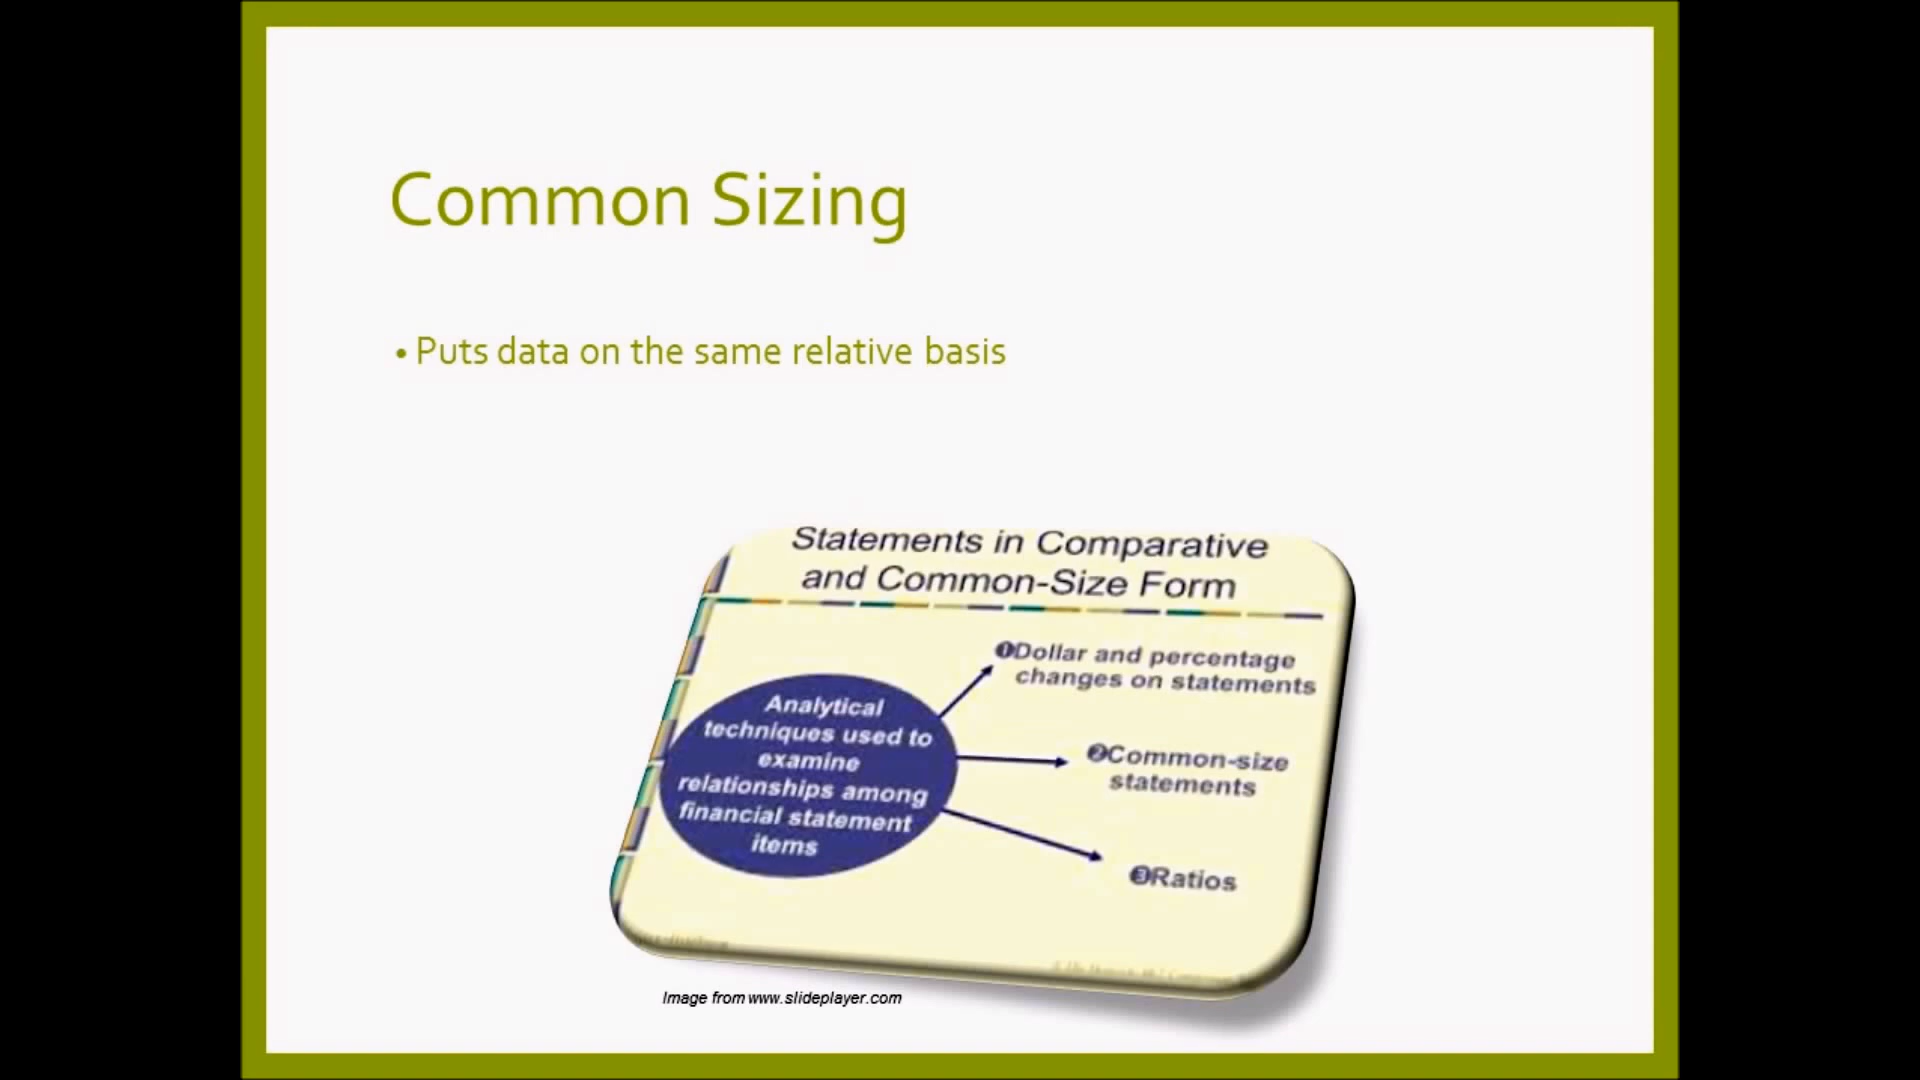 Common Sizing
• Puts data on the same relative basis
Statements in Comparative
and Common-Size Form
Analytical
techniques used to
examine
relationships among
financial statement
items
❶Dollar and percentage
changes on statements
❷Common-size
statements
❸Ratios
Image from www.slideplayer.com